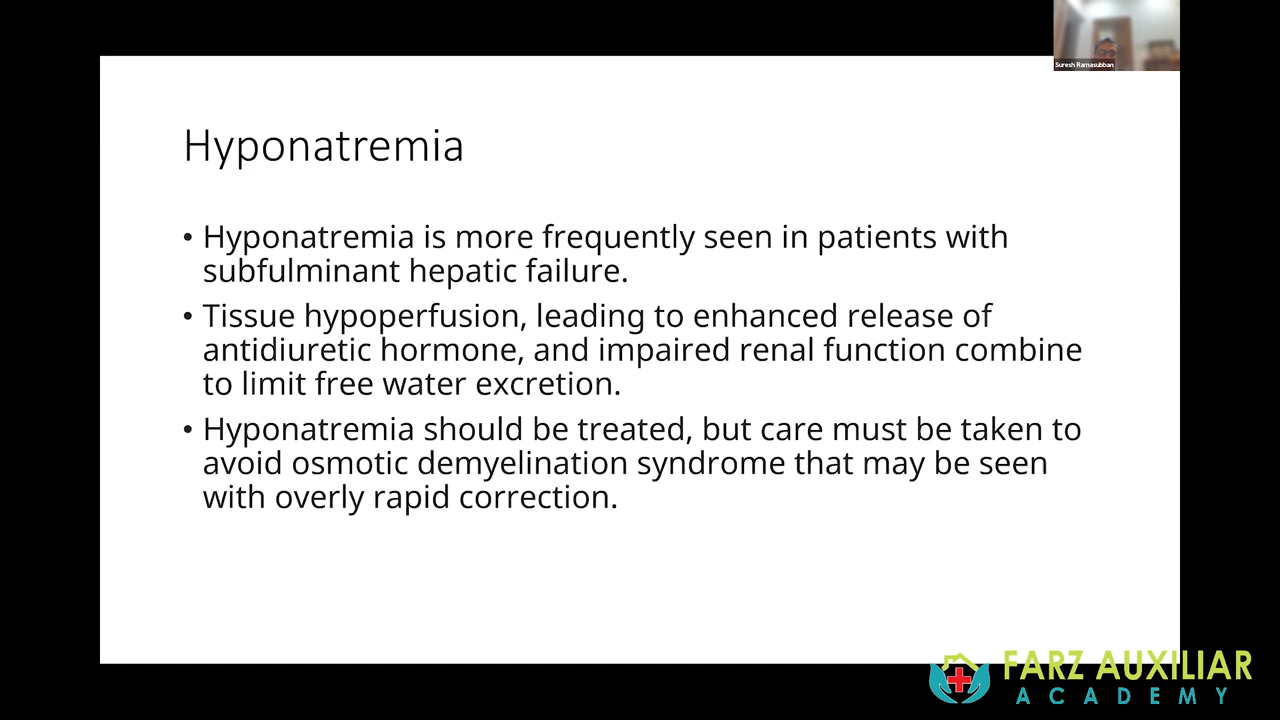 Suresh Ramasubban
Hyponatremia
• Hyponatremia is more frequently seen in patients with
subfulminant hepatic failure.
• Tissue hypoperfusion, leading to enhanced release of
antidiuretic hormone, and impaired renal function combine
to limit free water excretion.
• Hyponatremia should be treated, but care must be taken to
avoid osmotic demyelination syndrome that may be seen
with overly rapid correction.
FARZ AUXILIAR
ACADEMY